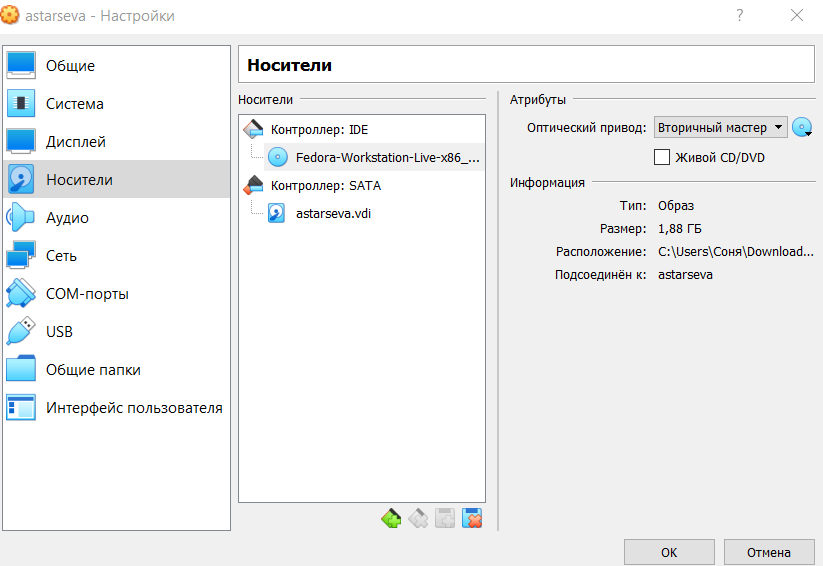 astarseva - Настройки
Общие
Система
Дисплей
Носители
Аудио
Сеть
COM-порты
USB
Общие папки
Интерфейс пользователя
Носители
Носители
Контроллер: IDE
Fedora-Workstation-Live-x86_...
Контроллер: SATA
astarseva.vdi
Атрибуты
Оптический привод: Вторичный мастер
Живой CD/DVD
Информация
Тип: Образ
Размер: 1,88 ГБ
Расположение: C:\Users\Соня\Download...
Подсоединён к: astarseva
OK
Отмена